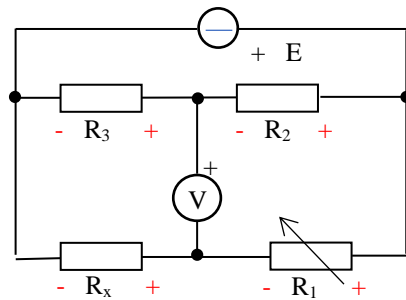 + E
- R₃ + - R₂ +
+
V
- Rₓ + - R₁ +